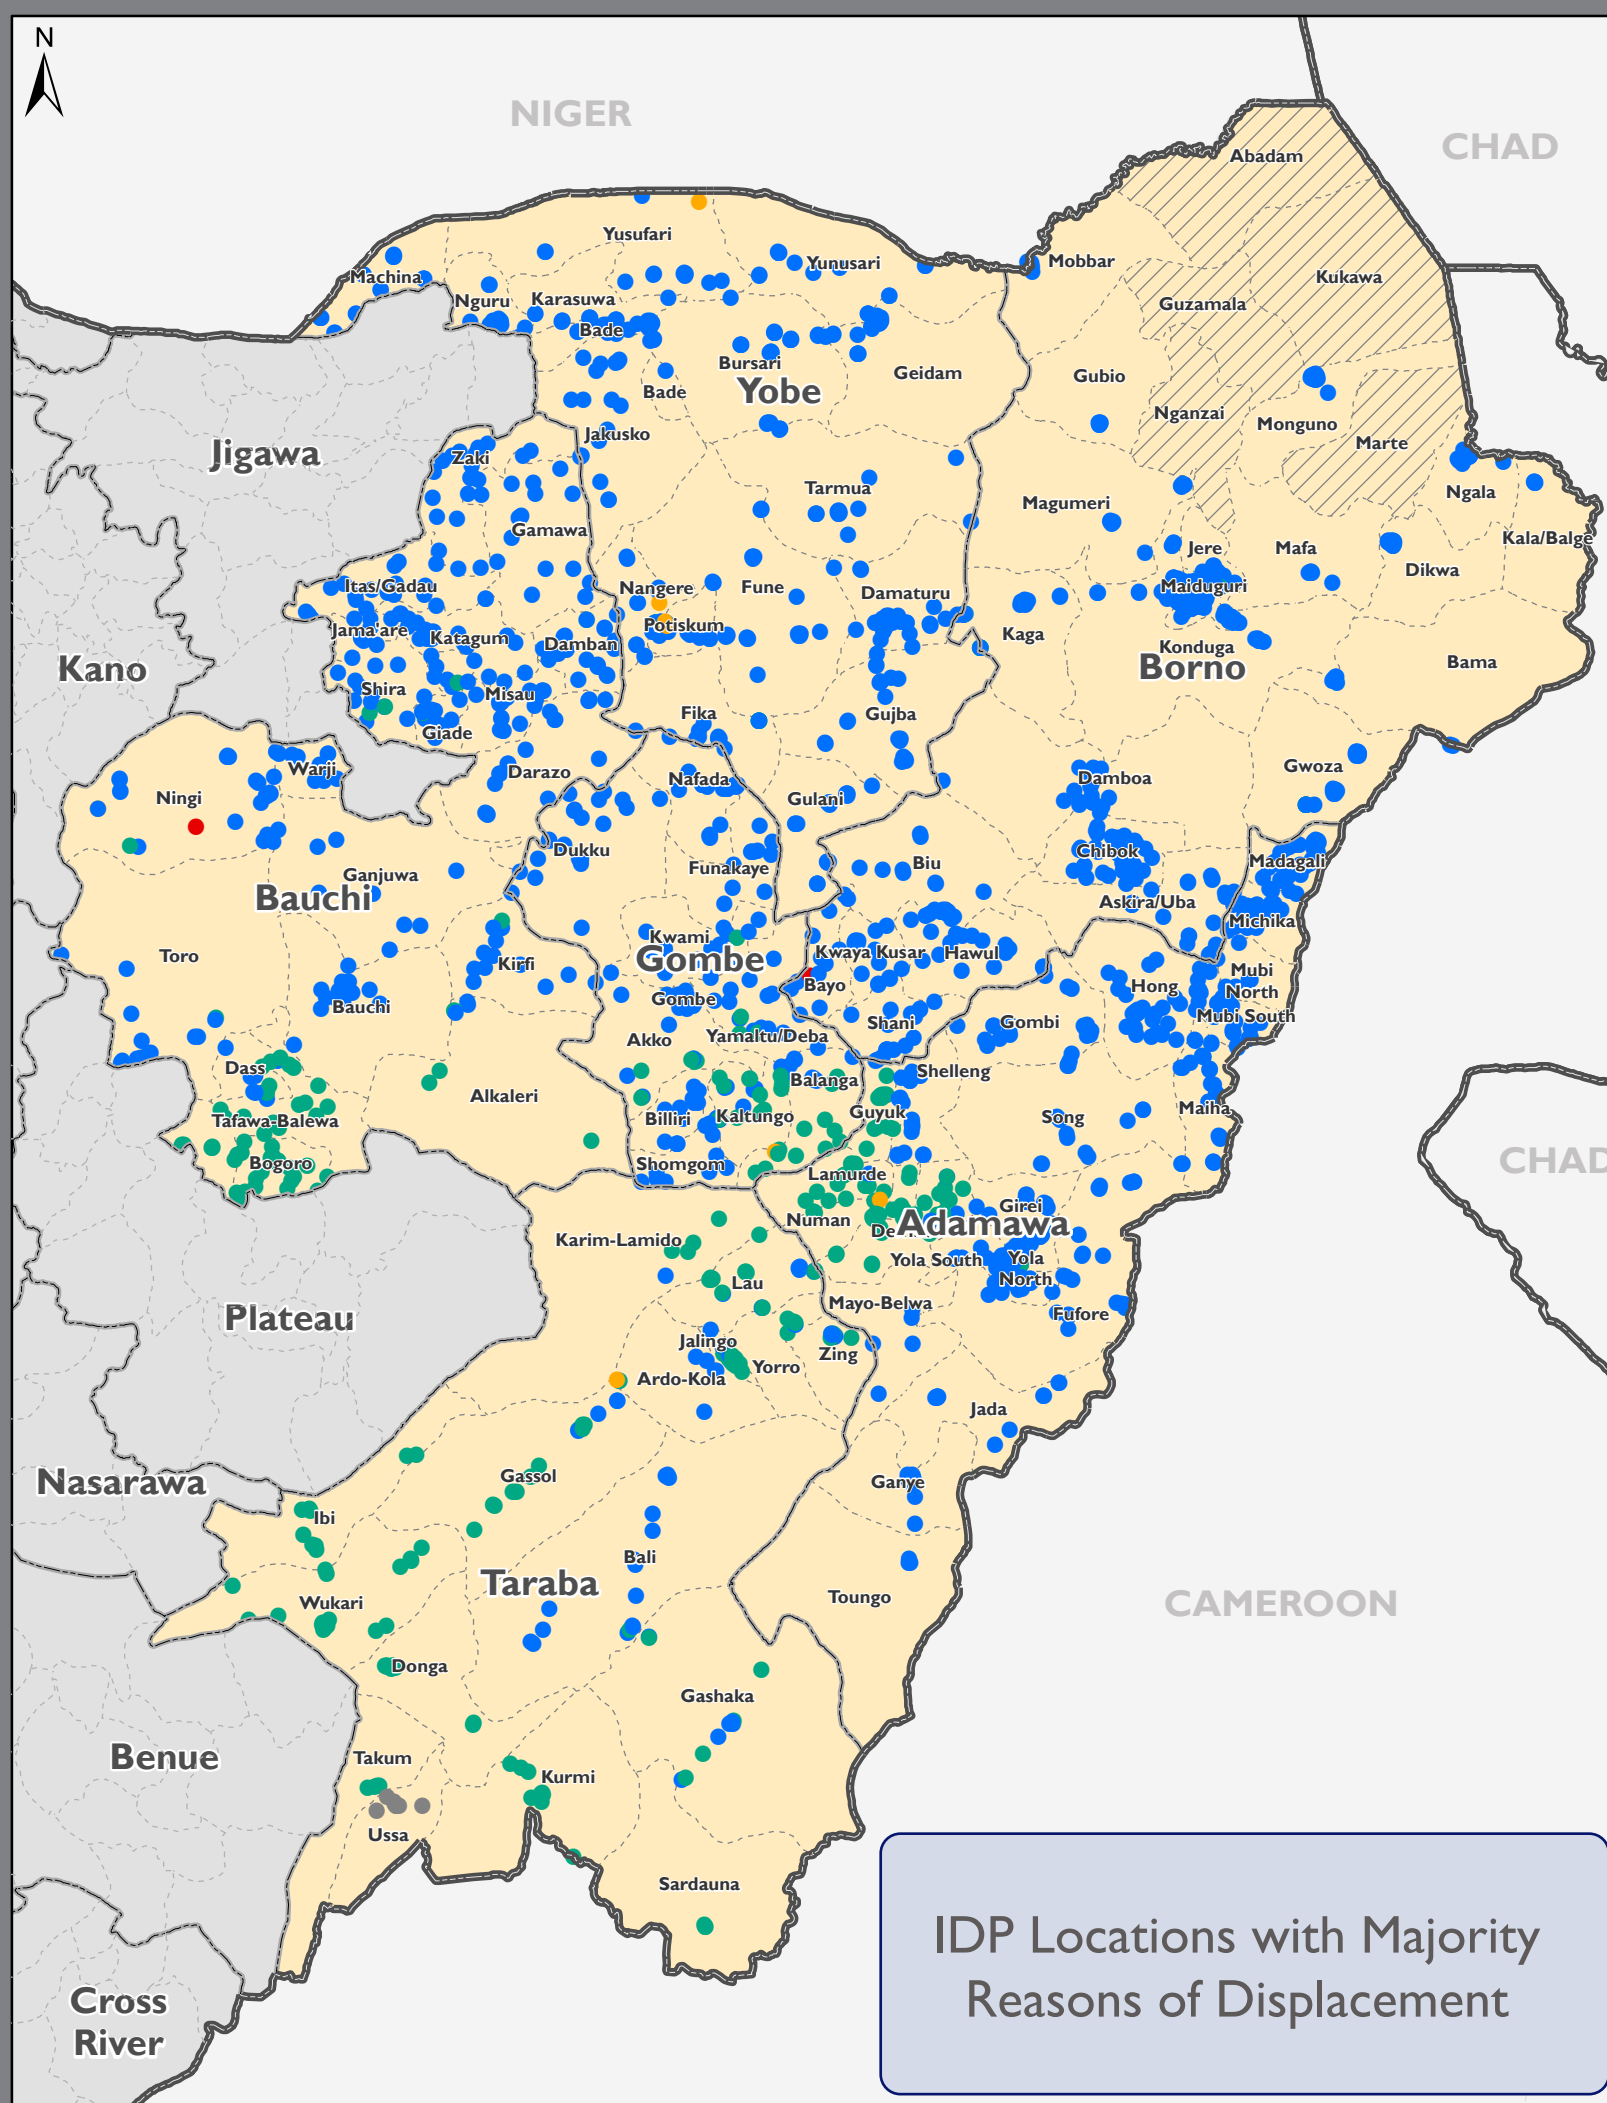 N
NIGER
CHAD
Abadam
Yusufari
Mobbar
Yunusari
Machina
Kukawa
Nguru
Karasuwa
Guzamala
Bade
Bursari
Geidam
Gubio
Yobe
Bade
Nganzai
Monguno
Jakusko
Marte
Jigawa
Zaki
Tarmua
Ngala
Magumeri
Gamawa
Kala/Balge
Jere
Mafa
Dikwa
Itas/Gadau
Nangere
Fune
Damaturu
Maiduguri
Potiskum
Jama'are
Katagum
Damban
Kaga
Konduga
Kano
Borno
Bama
Shira
Misau
Fika
Gujba
Giade
Warji
Darazo
Nafada
Damboa
Gwoza
Ningi
Gulani
Dukku
Chibok
Madagali
Funakaye
Biu
Ganjuwa
Bauchi
Askira/Uba
Michika
Kwami
Toro
Gombe
Kwaya Kusar
Hawul
Kirfi
Mubi
North
Bayo
Hong
Gombe
Bauchi
Mubi South
Shani
Gombi
Akko
Yamaltu/Deba
Dass
Shelleng
Balanga
Alkaleri
Maiha
Guyuk
Kaltungo
Billiri
Song
Tafawa-Balewa
Bogoro
Shomgom
CHAD
Lamurde
Girei
Numan
De
Adamawa
Karim-Lamido
Yola South
Yola
North
Lau
Mayo-Belwa
Fufore
Plateau
Jalingo
Zing
Yorro
Ardo-Kola
Jada
Nasarawa
Gassol
Ganye
Ibi
Bali
Taraba
Toungo
CAMEROON
Wukari
Donga
Gashaka
Benue
Takum
Kurmi
Ussa
Sardauna
IDP Locations with Majority
Reasons of Displacement
Cross
River